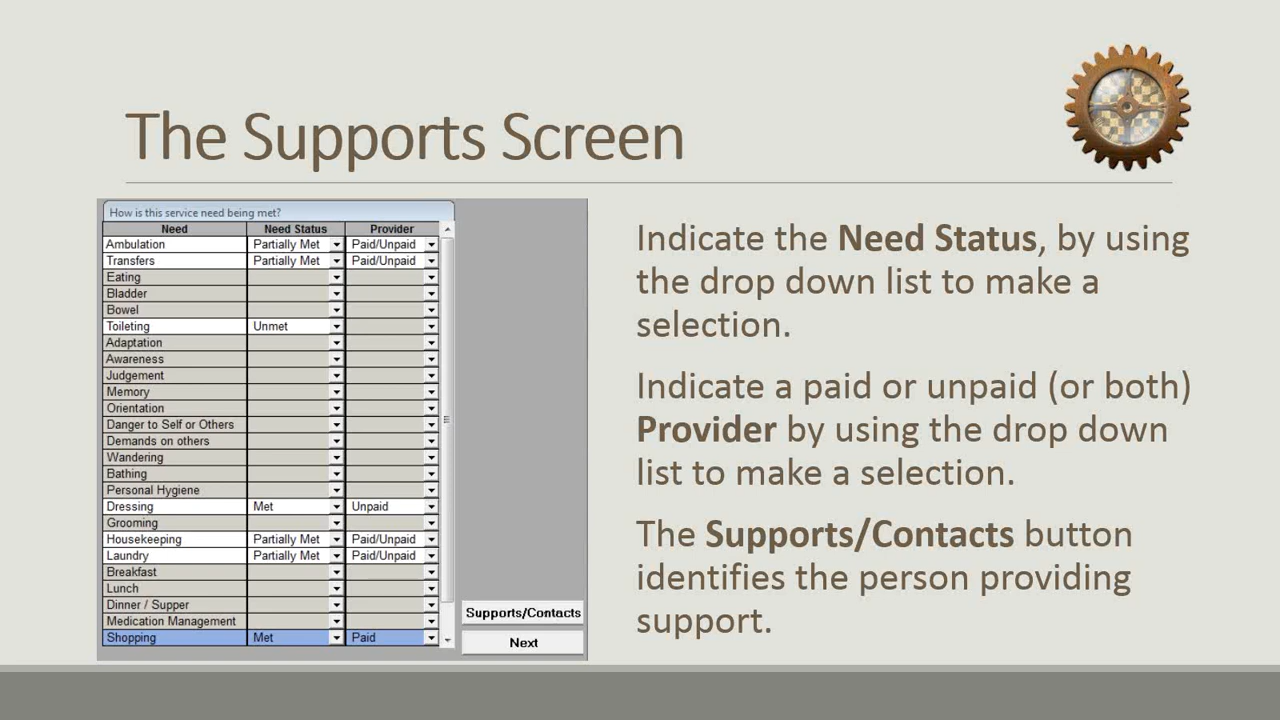 The Supports Screen
How is this service need being met?
Need Need Status Provider
Ambulation Partially Met Paid/Unpaid
Transfers Partially Met Paid/Unpaid
Eating
Bladder
Bowel
Toileting Unmet
Adaptation
Awareness
Judgement
Memory
Orientation
Danger to Self or Others
Demands on others
Wandering
Bathing
Personal Hygiene
Dressing Met Unpaid
Grooming
Housekeeping Partially Met Paid/Unpaid
Laundry Partially Met Paid/Unpaid
Breakfast
Lunch
Dinner / Supper
Medication Management
Shopping Met Paid
Supports/Contacts
Next
Indicate the Need Status, by using
the drop down list to make a
selection.
Indicate a paid or unpaid (or both)
Provider by using the drop down
list to make a selection.
The Supports/Contacts button
identifies the person providing
support.